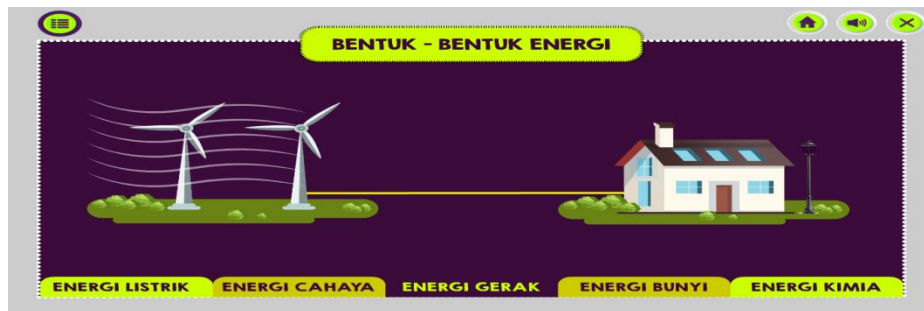 BENTUK - BENTUK ENERGI
ENERGI LISTRIK
ENERGI CAHAYA
ENERGI GERAK
ENERGI BUNYI
ENERGI KIMIA